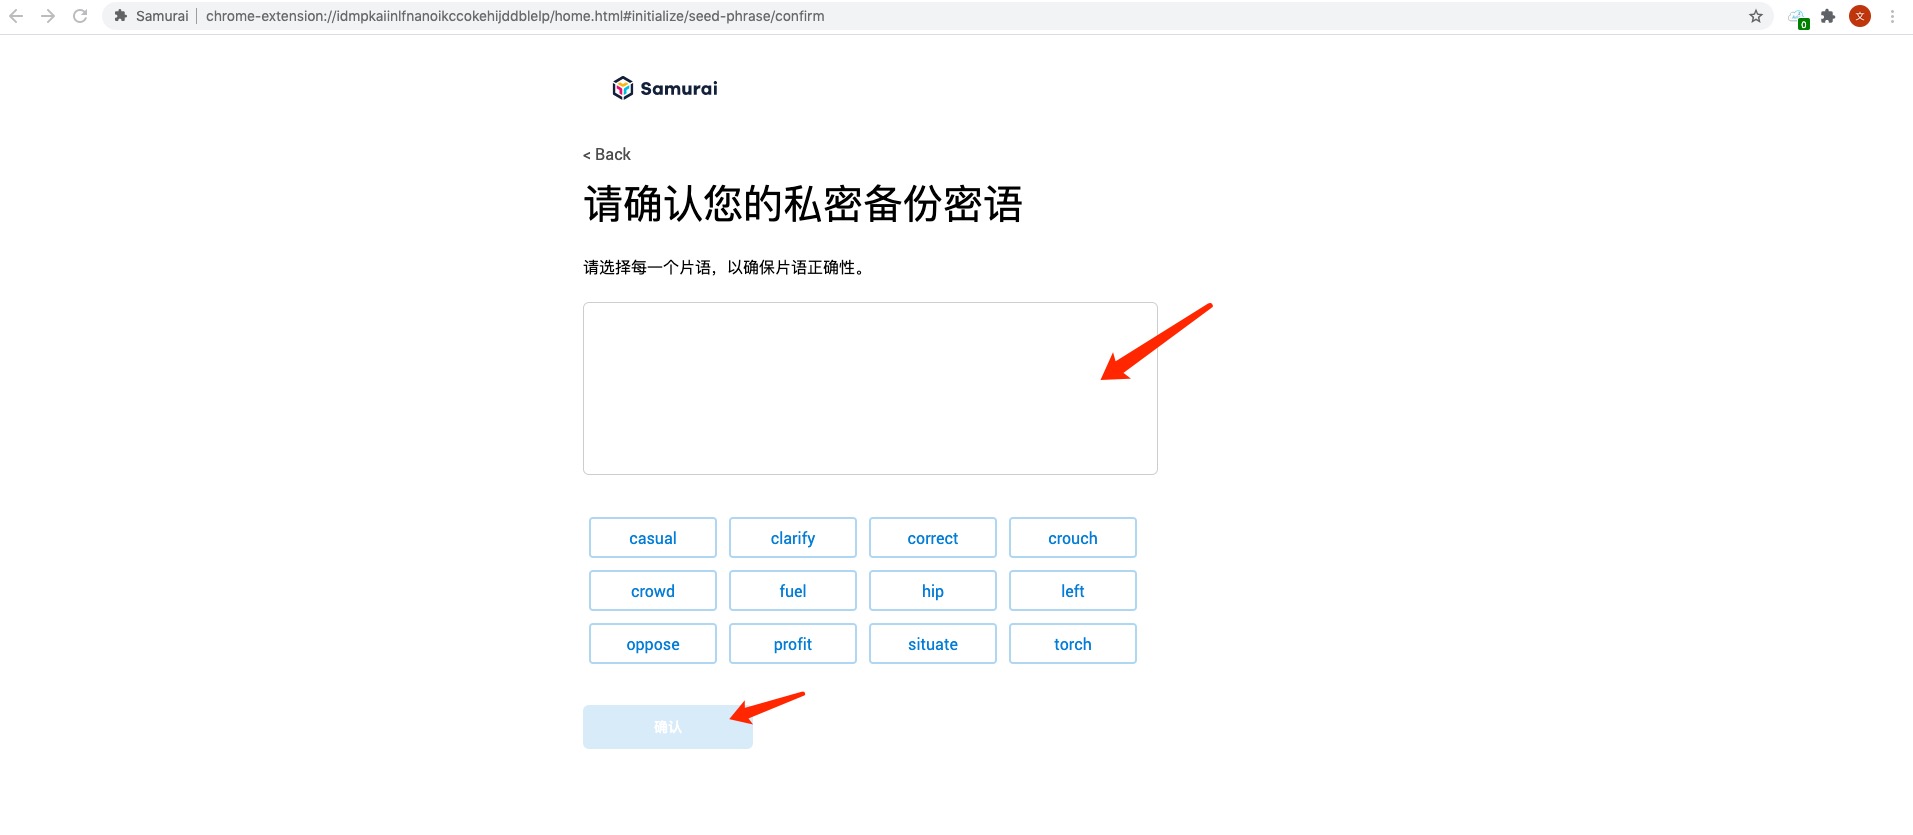 Samurai chrome-extension://idmpkaiinlfnanoikccokehijddblelp/home.html#initialize/seed-phrase/confirm
0
文
Samurai
< Back
请确认您的私密备份密语
请选择每一个片语，以确保片语正确性。
casual clarify correct crouch
crowd fuel hip left
oppose profit situate torch
确认